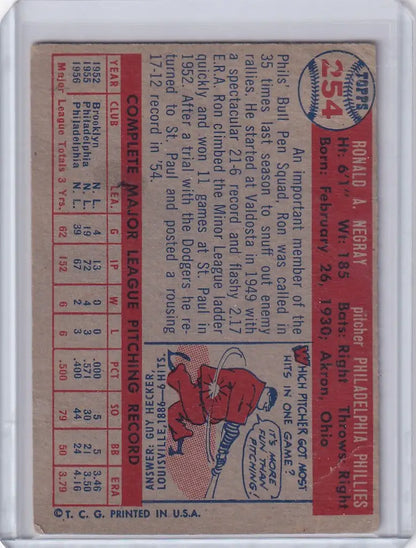 TOPPS
254
RONALD A. NEGRAY pitcher PHILADELPHIA PHILLIES
Ht: 6'1" Wt: 185 Bats: Right Throws: Right
Born: February 26, 1930; Akron, Ohio
An important member of the
Phils' Bull Pen Squad, Ron was called in
35 times last season to snuff out enemy
rallies. He started at Valdosta in 1949 with
a spectacular 21-6 record and flashy 2.17
E.R.A. Ron climbed the Minor League ladder
quickly and won 11 games at St. Paul in
1952. After a trial with the Dodgers he re-
turned to St. Paul and posted a rousing
17-12 record in '54.
WHICH PITCHER GOT MOST
HITS IN ONE GAME?
IT'S MORE
FUN THAN
PITCHING!
ANSWER: GUY HECKER,
LOUISVILLE. 1886-6 HITS.
COMPLETE MAJOR LEAGUE PITCHING RECORD
YEAR CLUB LEA. G IP W L PCT SO BB ERA
1952 Brooklyn N. L. 4 13 0 0 5 5 3.46
1955 Philadelphia N. L. 19 72 4 3 .571 30 21 3.50
1956 Philadelphia N. L. 39 67 2 3 .400 44 24 4.16
Major League Totals 3 Yrs. 62 152 6 6 .500 79 50 3.79
© T. C. G. PRINTED IN U.S.A.